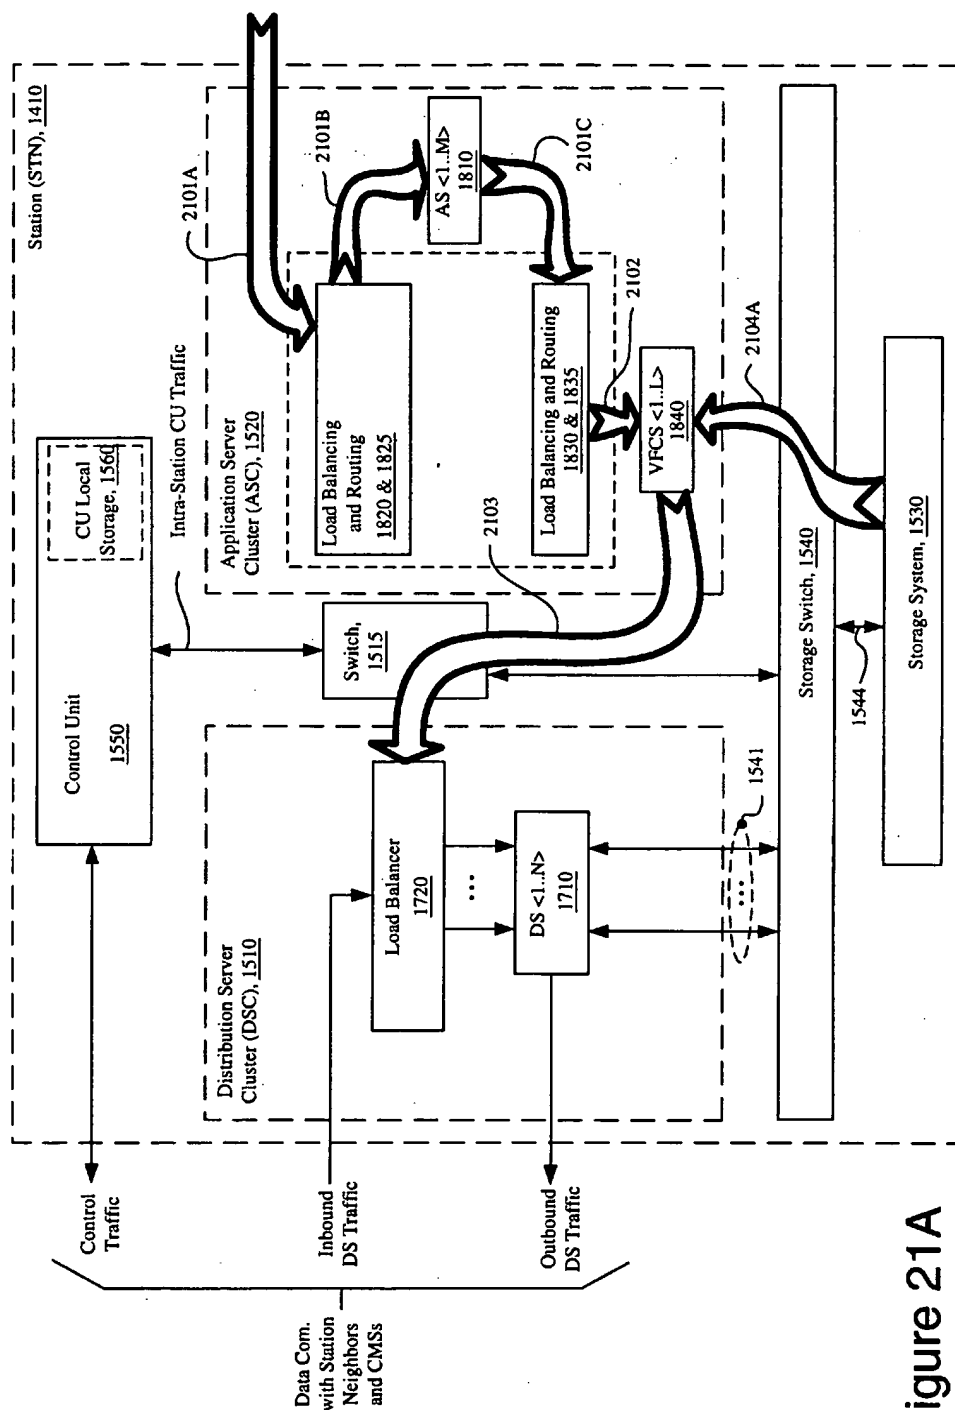 Station (STN), 1410
2101A
Control Unit
1550
CU Local
Storage, 1560
Intra-Station CU Traffic
Application Server
Cluster (ASC), 1520
2101B
Load Balancing
and Routing
1820 & 1825
AS <1..M>
1810
2101C
Load Balancing and Routing
1830 & 1835
2102
VFCS <1..L>
1840
2104A
Switch,
1515
2103
Distribution Server
Cluster (DSC), 1510
Load Balancer
1720
...
DS <1..N>
1710
1541
...
Storage Switch, 1540
1544
Storage System, 1530
Control
Traffic
Inbound
DS Traffic
Outbound
DS Traffic
Data Com.
with Station
Neighbors
and CMSs
igure 21A